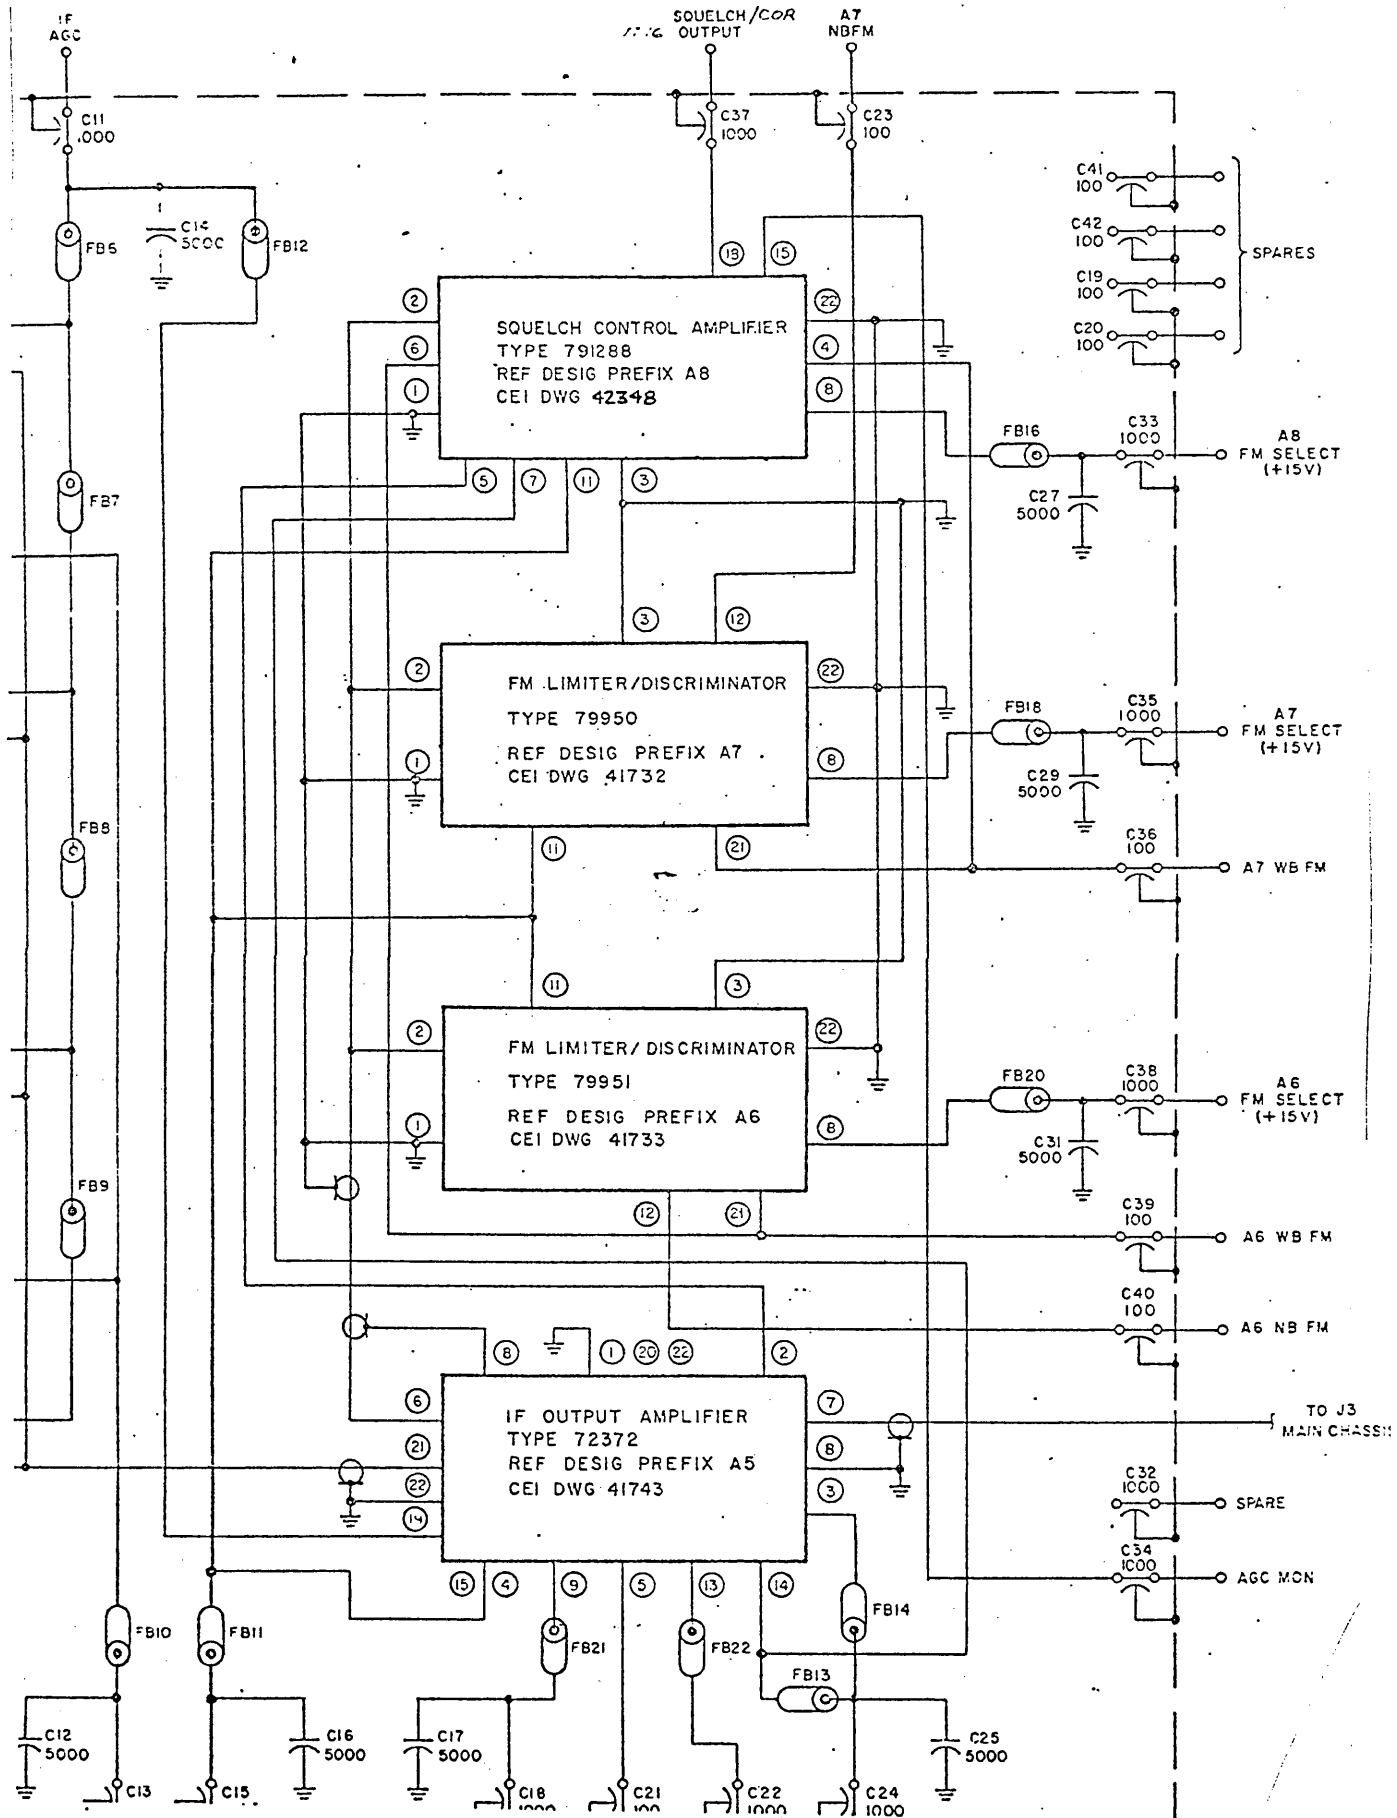 IF
AGC
SQUELCH/COR
OUTPUT
A7
NBFM
C11
1000
C37
1000
C23
100
C41
100
C42
100
C19
100
C20
100
SPARES
FB6
C14
5000
FB12
18
15
2
6
1
22
4
8
SQUELCH CONTROL AMPLIFIER
TYPE 791288
REF DESIG PREFIX A8
CEI DWG 42348
5
7
11
3
FB16
C33
1000
A8
FM SELECT
(+15V)
C27
5000
FB7
3
12
2
1
22
8
FM LIMITER/DISCRIMINATOR
TYPE 79950
REF DESIG PREFIX A7
CEI DWG 41732
FB18
C35
1000
A7
FM SELECT
(+15V)
C29
5000
FB8
11
21
C36
100
A7 WB FM
11
3
2
1
22
8
FM LIMITER/DISCRIMINATOR
TYPE 79951
REF DESIG PREFIX A6
CEI DWG 41733
FB20
C38
1000
A6
FM SELECT
(+15V)
C31
5000
FB9
12
21
C39
100
A6 WB FM
C40
100
A6 NB FM
8
1
20
22
2
6
21
22
14
7
8
3
IF OUTPUT AMPLIFIER
TYPE 72372
REF DESIG PREFIX A5
CEI DWG 41743
TO J3
MAIN CHASSIS
C32
1000
SPARE
C34
1000
AGC MON
15
4
9
5
13
14
FB10
FB11
FB21
FB22
FB14
FB13
C12
5000
C16
5000
C17
5000
C25
5000
C13
C15
C18
1000
C21
100
C22
1000
C24
1000